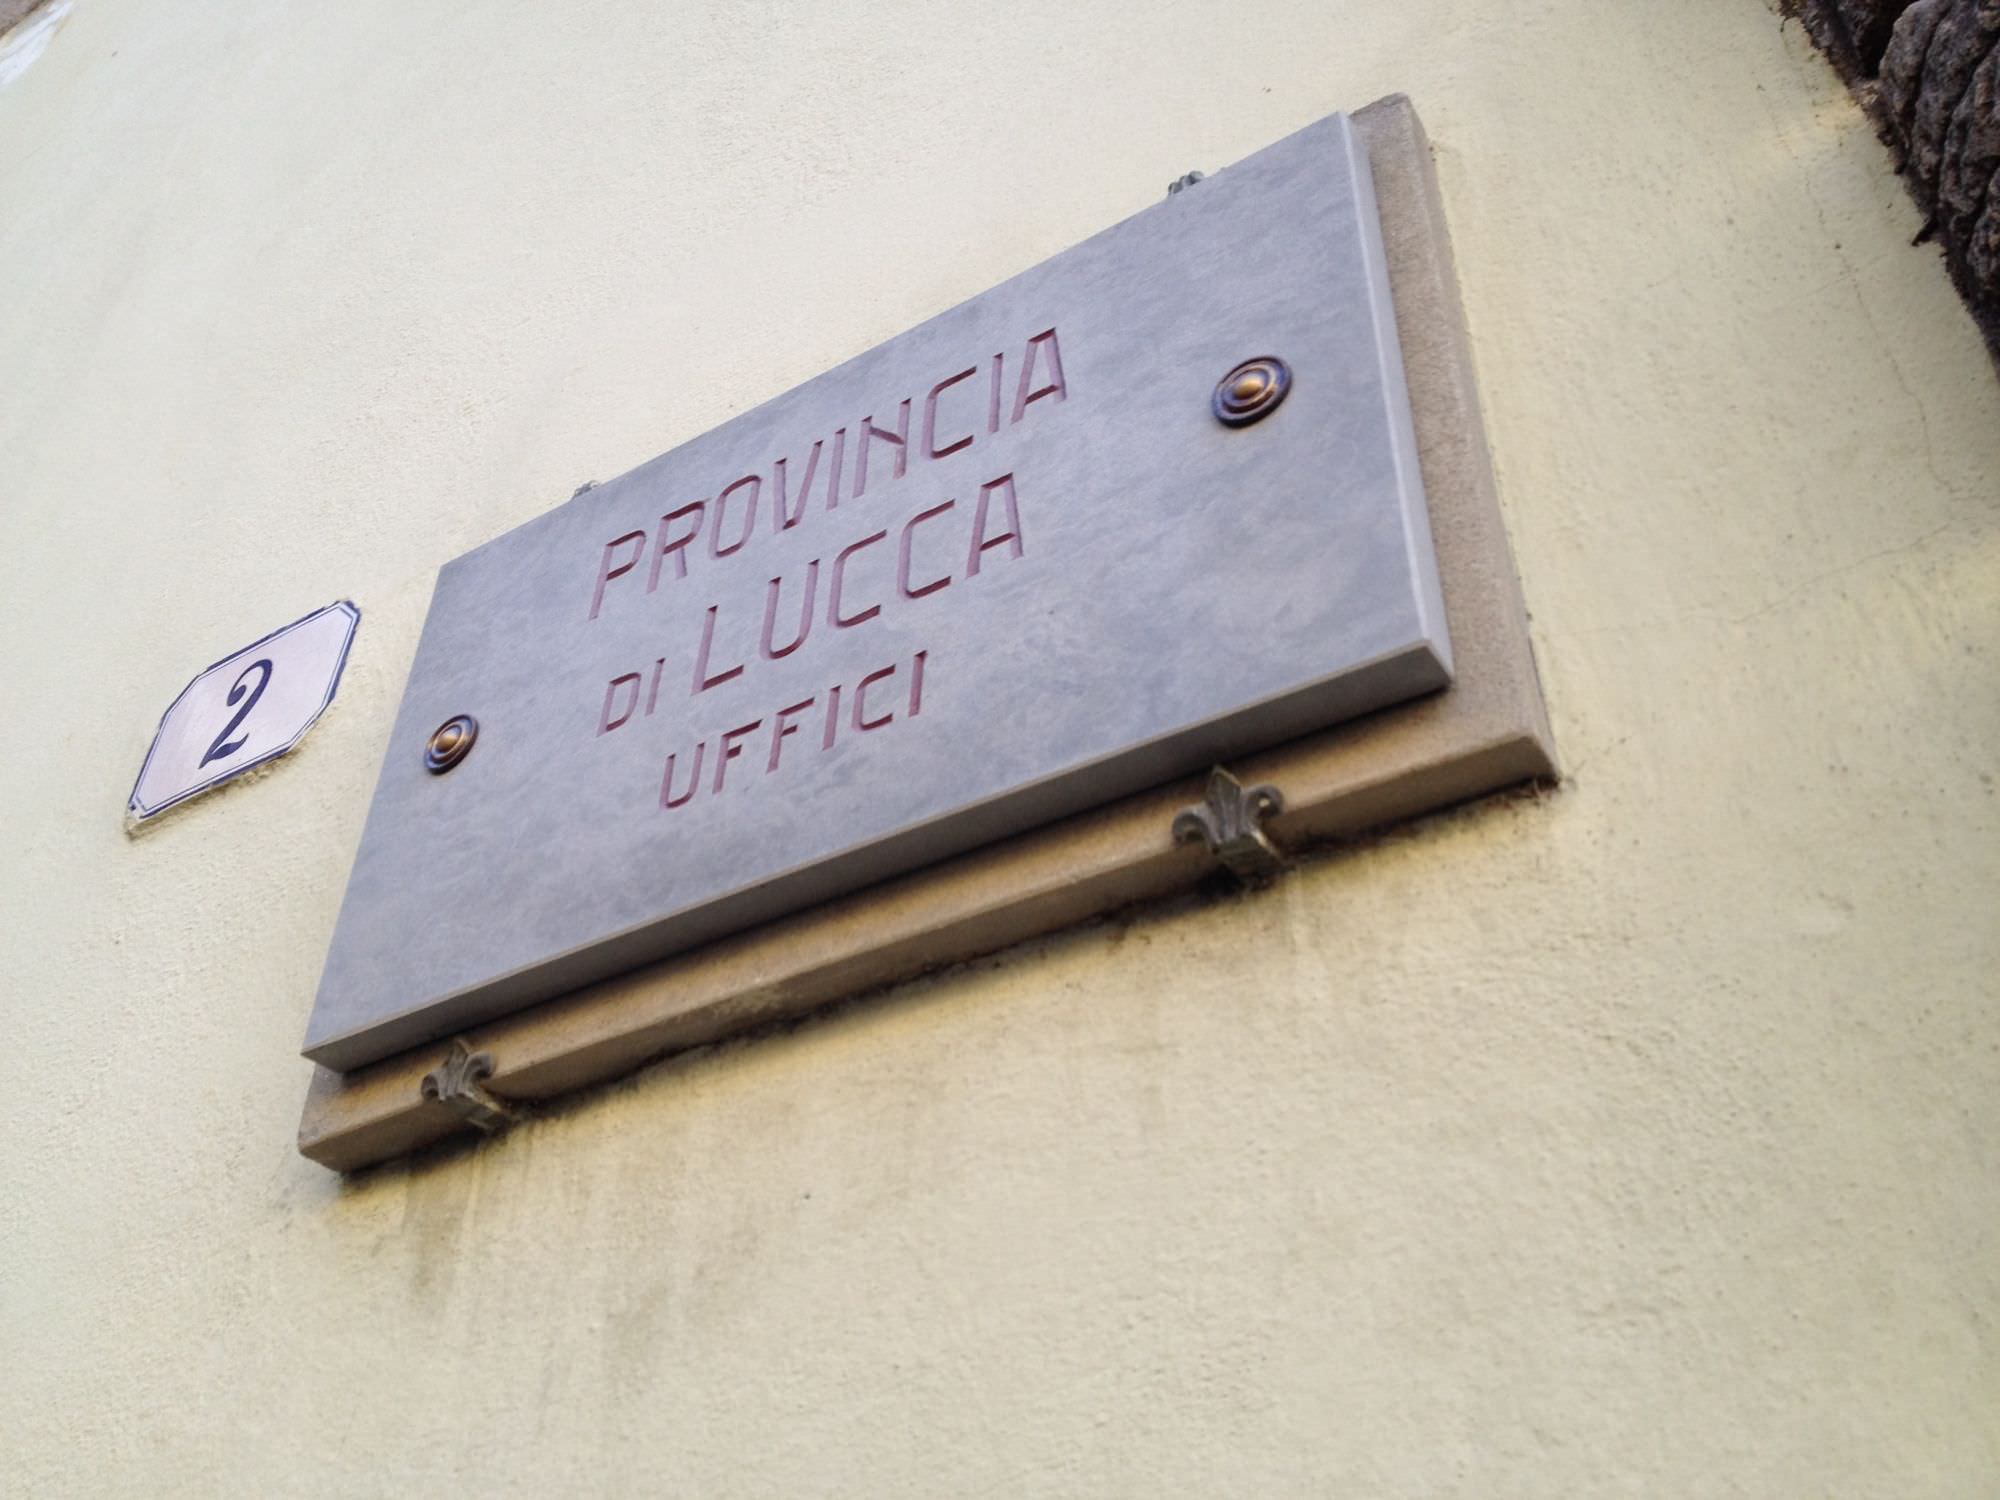 PROVINCIA
DI LUCCA
UFFICI
2